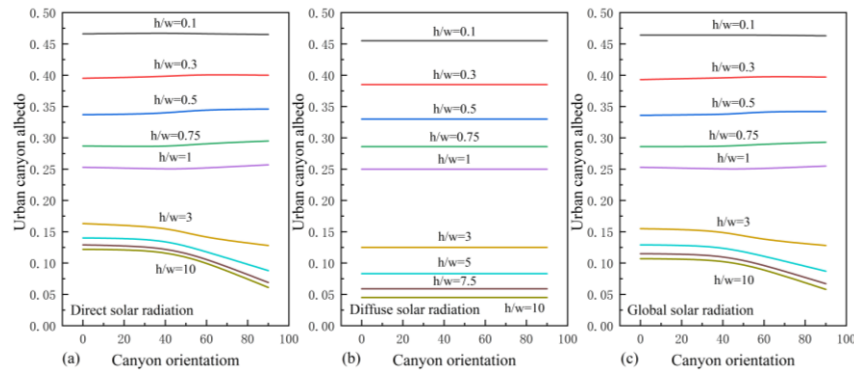 Urban canyon albedo
0.50
0.45
0.40
0.35
0.30
0.25
0.20
0.15
0.10
0.05
0.00
h/w=0.1
h/w=0.3
h/w=0.5
h/w=0.75
h/w=1
h/w=3
h/w=10
Direct solar radiation
0 20 40 60 80 100
(a) Canyon orientatiom
Urban canyon albedo
0.50
0.45
0.40
0.35
0.30
0.25
0.20
0.15
0.10
0.05
0.00
h/w=0.1
h/w=0.3
h/w=0.5
h/w=0.75
h/w=1
h/w=3
h/w=5
h/w=7.5
Diffuse solar radiation h/w=10
0 20 40 60 80 100
(b) Canyon orientation
Urban canyon albedo
0.50
0.45
0.40
0.35
0.30
0.25
0.20
0.15
0.10
0.05
0.00
h/w=0.1
h/w=0.3
h/w=0.5
h/w=0.75
h/w=1
h/w=3
h/w=10
Global solar radiation
0 20 40 60 80 100
(c) Canyon orientation